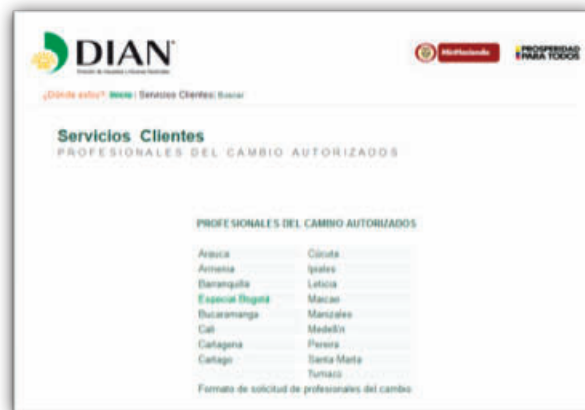 DIAN
MinHacienda
PROSPERIDAD
PARA TODOS
¿Dónde estoy? Inicio | Servicios Clientes| Buscar
Servicios Clientes
PROFESIONALES DEL CAMBIO AUTORIZADOS
PROFESIONALES DEL CAMBIO AUTORIZADOS
Arauca Cúcuta
Armenia Ipiales
Barranquilla Leticia
Especial Bogotá Maicao
Bucaramanga Manizales
Cali Medellín
Cartagena Pereira
Cartago Santa Marta
Tumaco
Formato de solicitud de profesionales del cambio